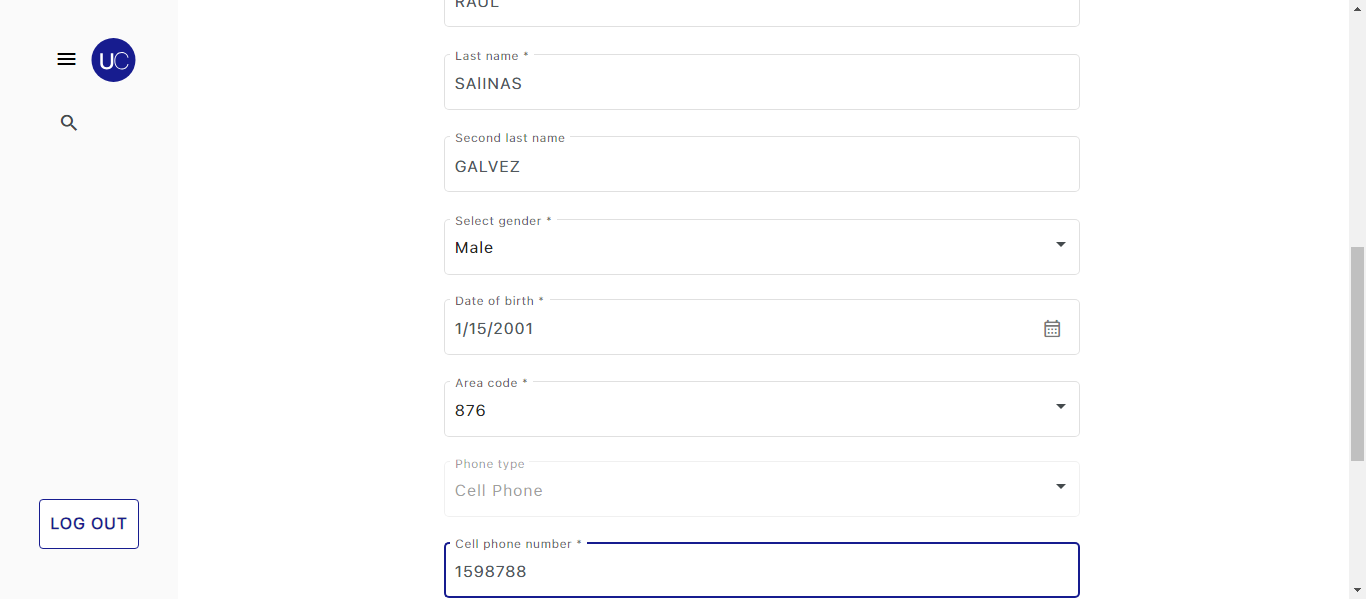 RAUL
UC
Last name *
SAlINAS
Second last name
GALVEZ
Select gender *
Male
Date of birth *
1/15/2001
Area code *
876
Phone type
Cell Phone
LOG OUT
Cell phone number *
1598788